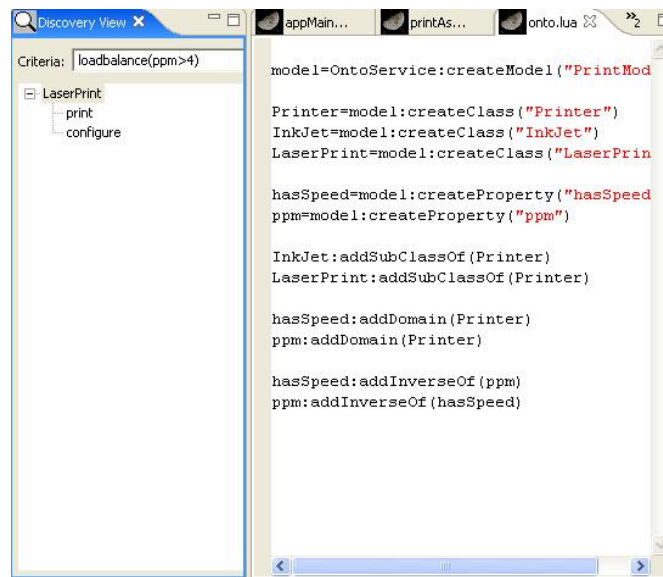 Discovery View
Criteria: loadbalance(ppm>4)
LaserPrint
print
configure
appMain...
printAs...
onto.lua
»2
model=OntoService:createModel("PrintMod
Printer=model:createClass("Printer")
InkJet=model:createClass("InkJet")
LaserPrint=model:createClass("LaserPrin
hasSpeed=model:createProperty("hasSpeed
ppm=model:createProperty("ppm")
InkJet:addSubClassOf(Printer)
LaserPrint:addSubClassOf(Printer)
hasSpeed:addDomain(Printer)
ppm:addDomain(Printer)
hasSpeed:addInverseOf(ppm)
ppm:addInverseOf(hasSpeed)